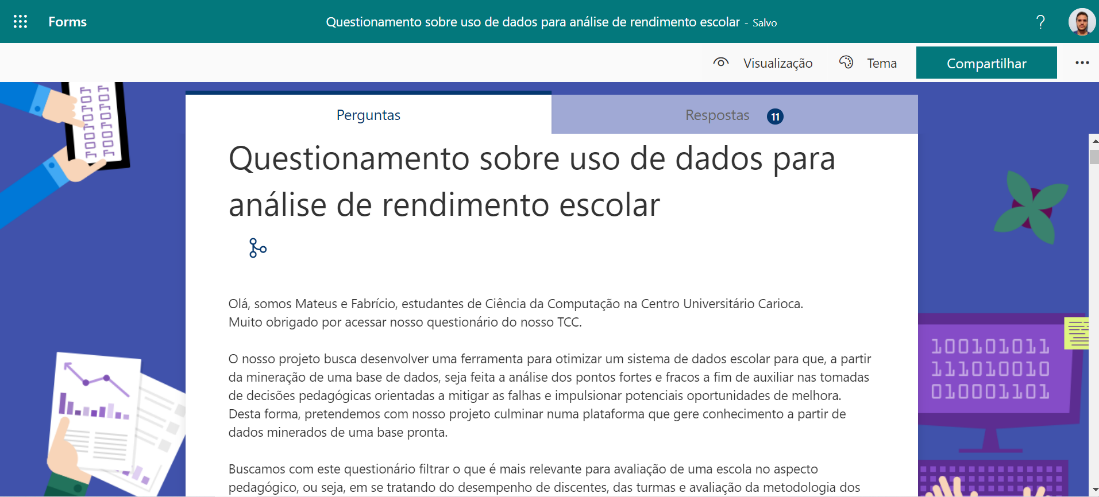 Forms
Questionamento sobre uso de dados para análise de rendimento escolar - Salvo
?
Visualização
Tema
Compartilhar
...
Perguntas
Respostas 11
Questionamento sobre uso de dados para
análise de rendimento escolar
Olá, somos Mateus e Fabrício, estudantes de Ciência da Computação na Centro Universitário Carioca.
Muito obrigado por acessar nosso questionário do nosso TCC.
O nosso projeto busca desenvolver uma ferramenta para otimizar um sistema de dados escolar para que, a partir
da mineração de uma base de dados, seja feita a análise dos pontos fortes e fracos a fim de auxiliar nas tomadas
de decisões pedagógicas orientadas a mitigar as falhas e impulsionar potenciais oportunidades de melhora.
Desta forma, pretendemos com nosso projeto culminar numa plataforma que gere conhecimento a partir de
dados minerados de uma base pronta.
Buscamos com este questionário filtrar o que é mais relevante para avaliação de uma escola no aspecto
pedagógico, ou seja, em se tratando do desempenho de discentes, das turmas e avaliação da metodologia dos
100101011
111010010
010001101